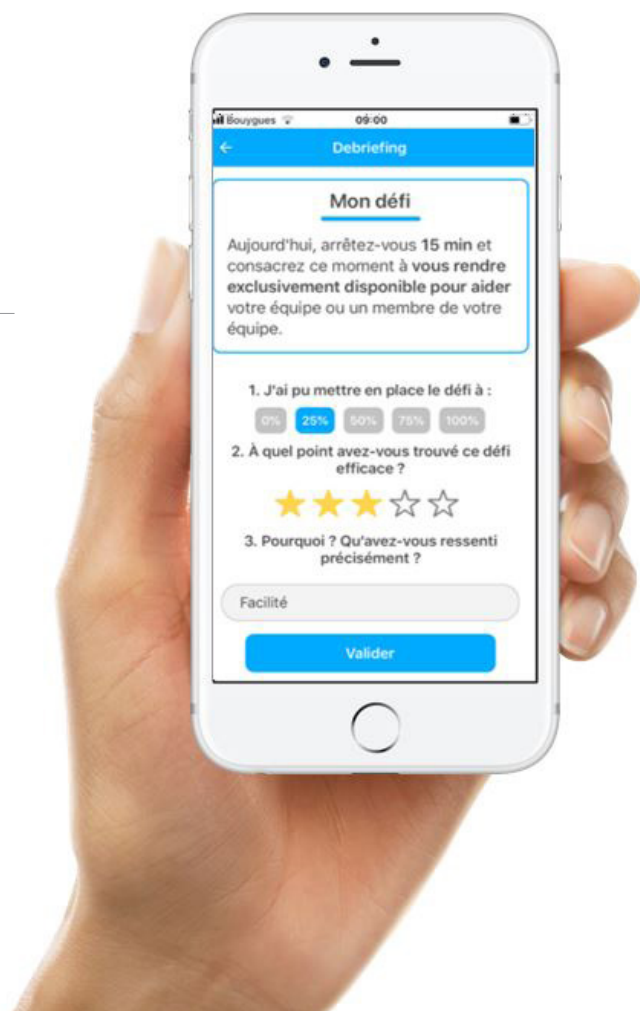 Bouygues 09:00
Debriefing
Mon défi
Aujourd'hui, arrêtez-vous 15 min et
consacrez ce moment à vous rendre
exclusivement disponible pour aider
votre équipe ou un membre de votre
équipe.
1. J'ai pu mettre en place le défi à :
0% 25% 50% 75% 100%
2. À quel point avez-vous trouvé ce défi
efficace ?
3. Pourquoi ? Qu'avez-vous ressenti
précisément ?
Facilité
Valider